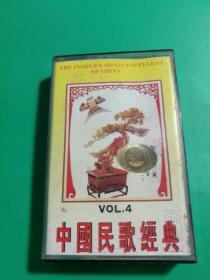 THE PEOPLE'S SONGS EXCELLENT
OF CHINA
VOL.4
中國民歌經典